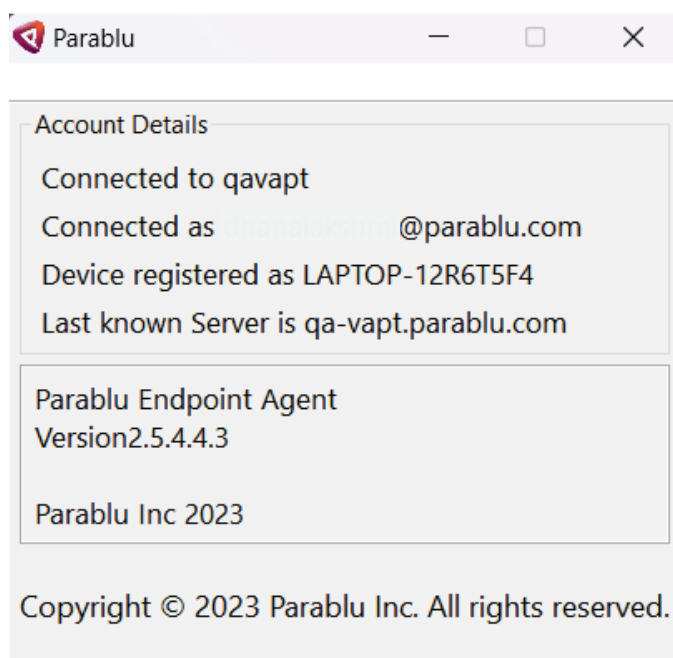 Parablu
Account Details
Connected to qavapt
Connected as @parablu.com
Device registered as LAPTOP-12R6T5F4
Last known Server is qa-vapt.parablu.com
Parablu Endpoint Agent
Version2.5.4.4.3
Parablu Inc 2023
Copyright © 2023 Parablu Inc. All rights reserved.